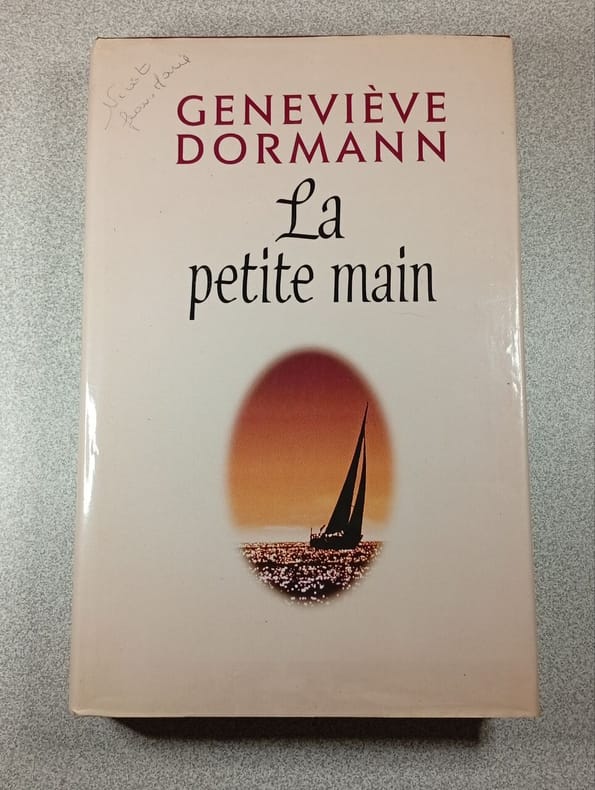 GENEVIÈVE
DORMANN
La
petite main